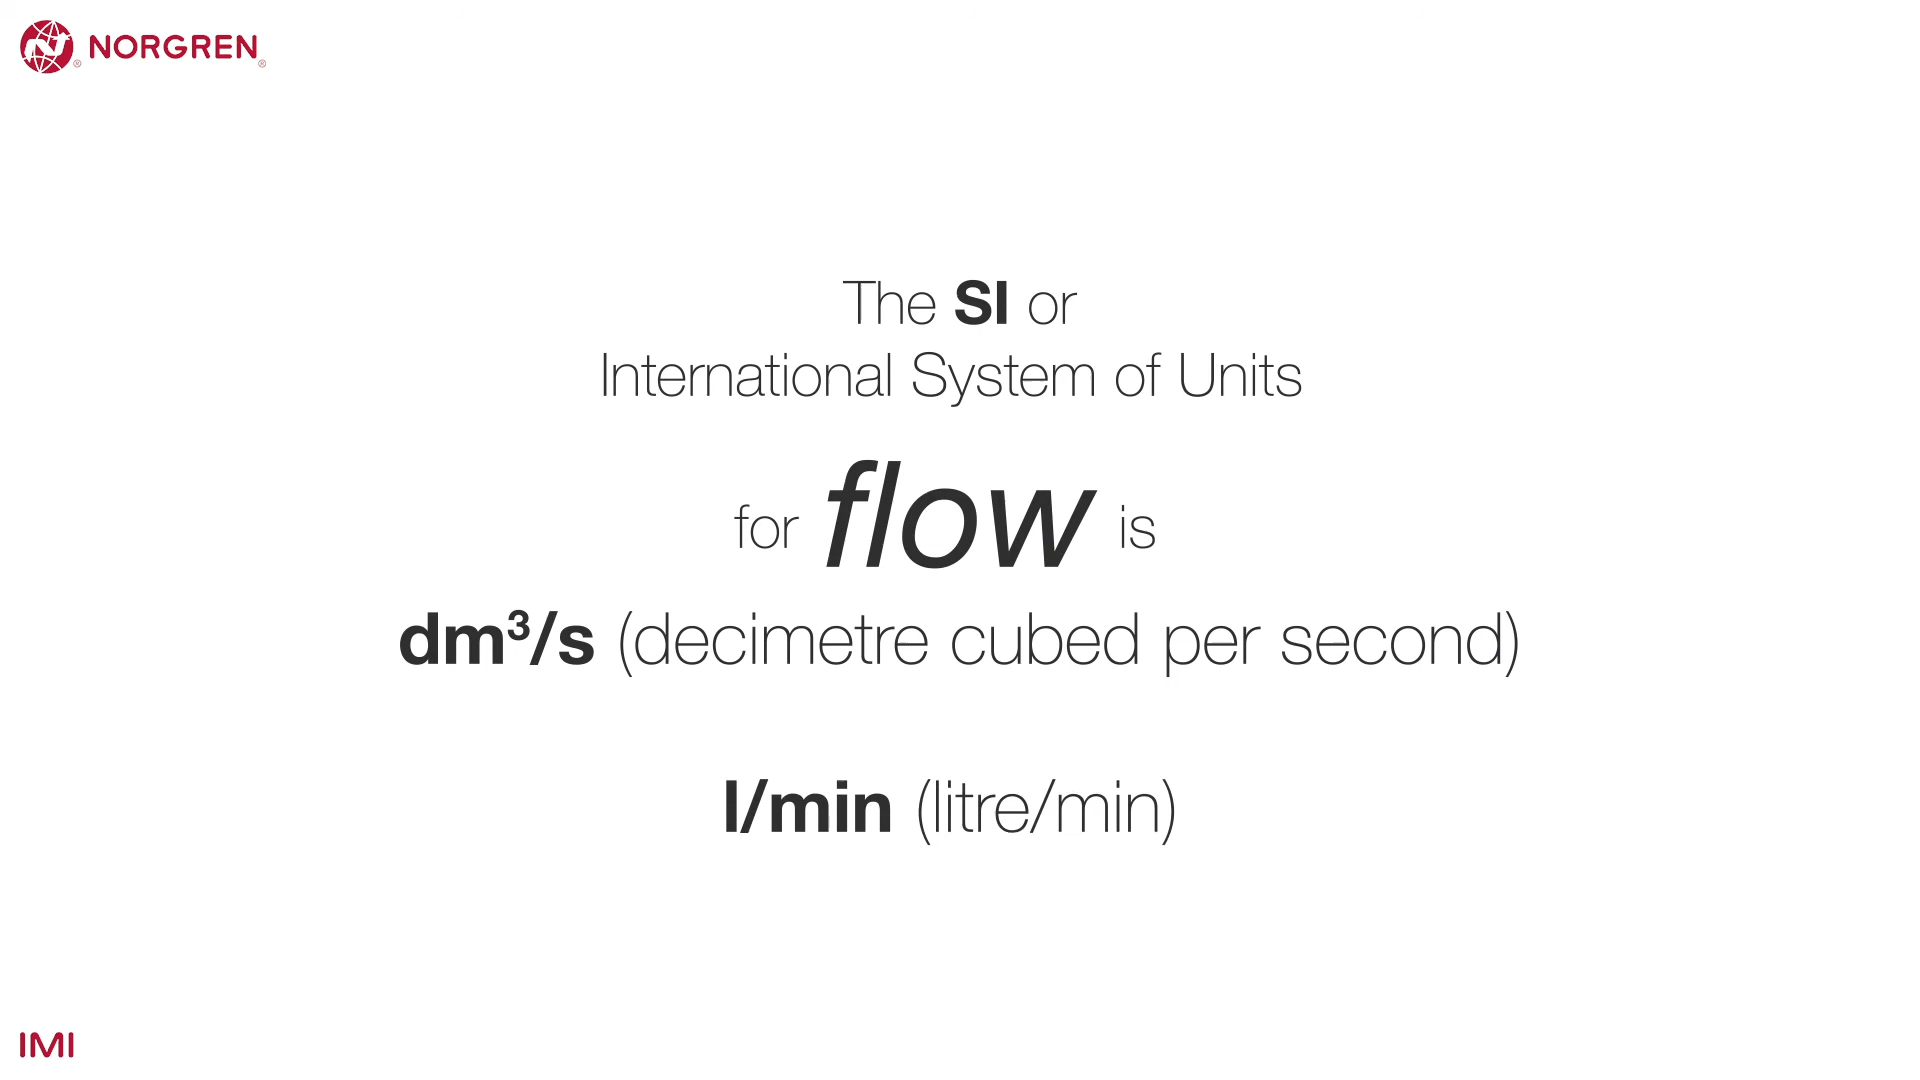 NORGREN
The SI or
International System of Units
for flow is
dm³/s (decimetre cubed per second)
l/min (litre/min)
IMI